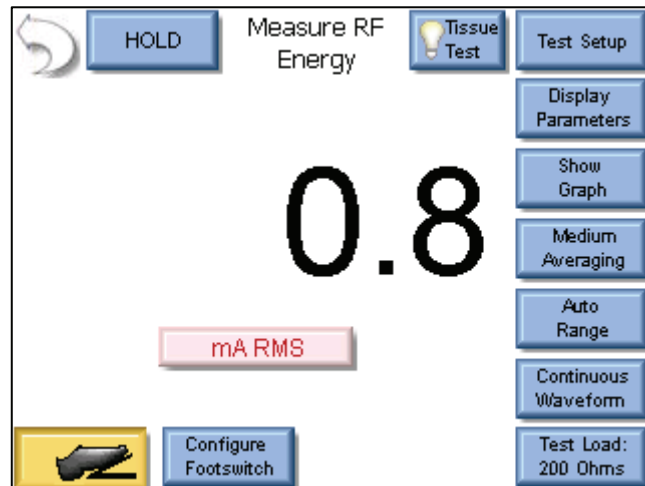 HOLD
Measure RF
Energy
Tissue
Test
Test Setup
Display
Parameters
Show
Graph
0.8
Medium
Averaging
Auto
Range
mA RMS
Continuous
Waveform
Configure
Footswitch
Test Load:
200 Ohms